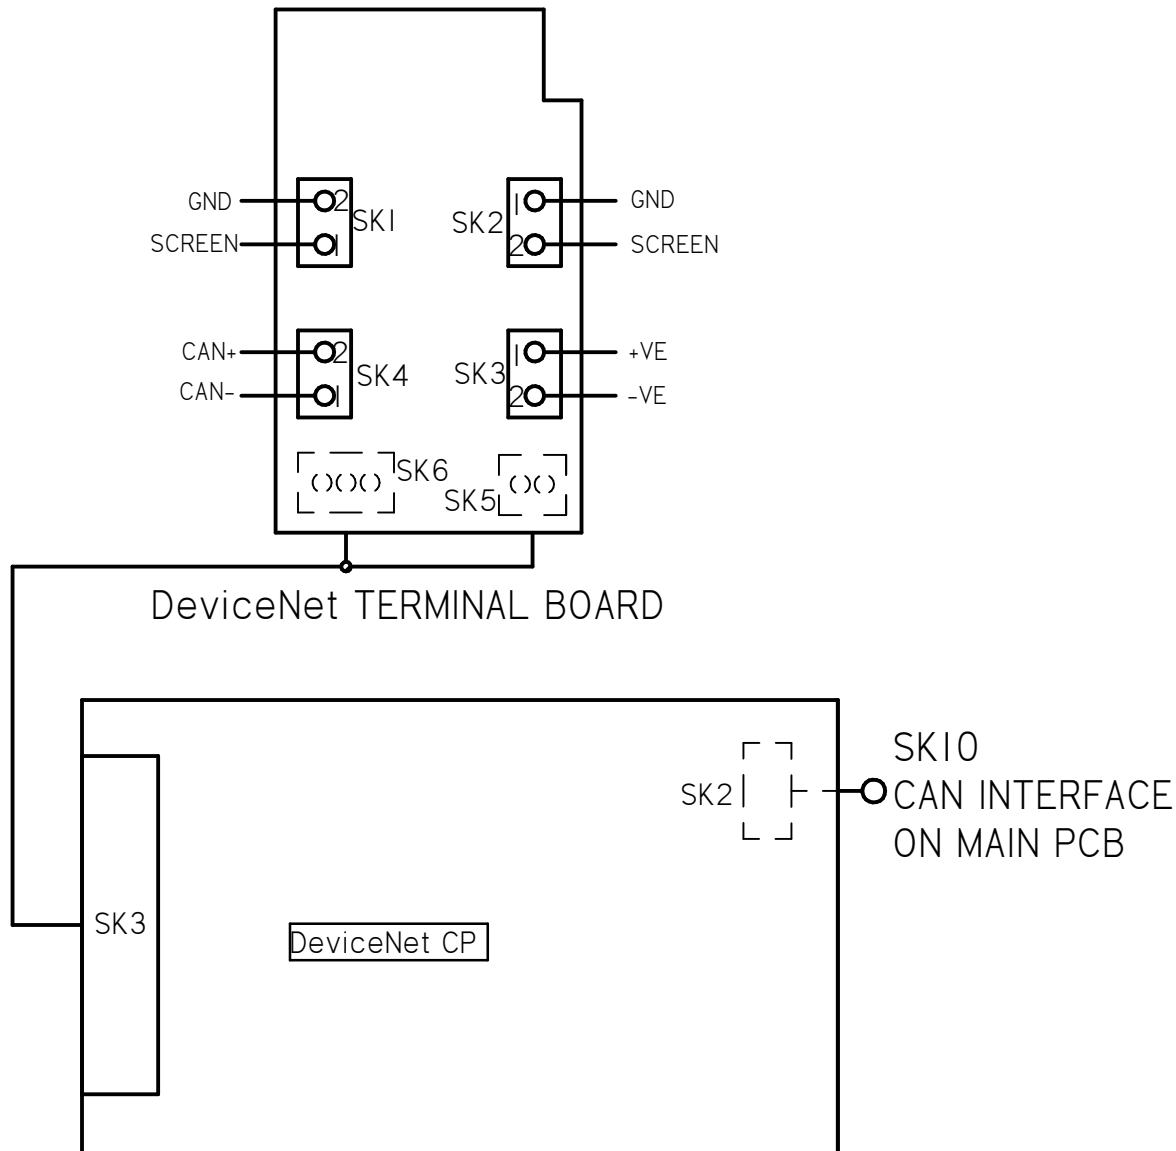 GND 2 1 GND
SK1 SK2
SCREEN 1 2 SCREEN
CAN+ 2 1 +VE
SK4 SK3
CAN- 1 2 -VE
SK6
SK5
DeviceNet TERMINAL BOARD
SK10
SK2 CAN INTERFACE
ON MAIN PCB
SK3
DeviceNet CP